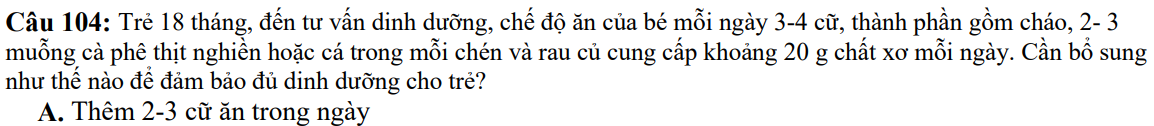 Câu 104: Trẻ 18 tháng, đến tư vấn dinh dưỡng, chế độ ăn của bé mỗi ngày 3-4 cữ, thành phần gồm cháo, 2- 3
muỗng cà phê thịt nghiền hoặc cá trong mỗi chén và rau củ cung cấp khoảng 20 g chất xơ mỗi ngày. Cần bổ sung
như thế nào để đảm bảo đủ dinh dưỡng cho trẻ?
A. Thêm 2-3 cữ ăn trong ngày